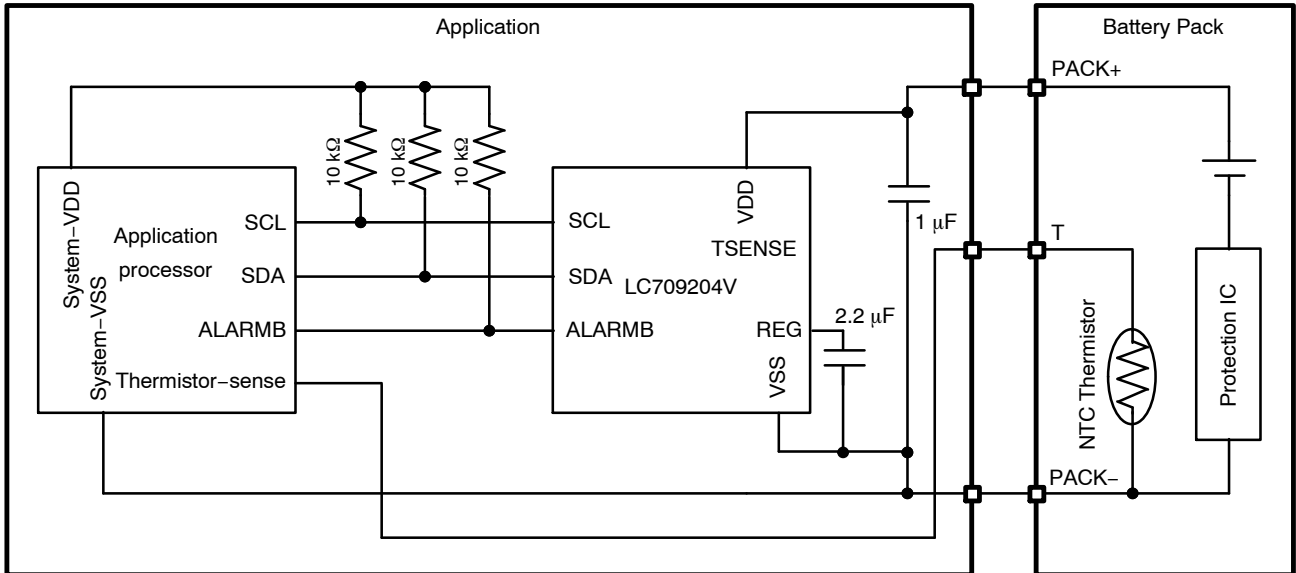 Application
Battery Pack
PACK+
10 kΩ
10 kΩ
10 kΩ
System−VDD
System−VSS
Application
processor
SCL
SDA
ALARMB
Thermistor−sense
SCL
SDA
ALARMB
VDD
TSENSE
LC709204V
REG
VSS
2.2 μF
1 μF
T
NTC Thermistor
Protection IC
PACK−